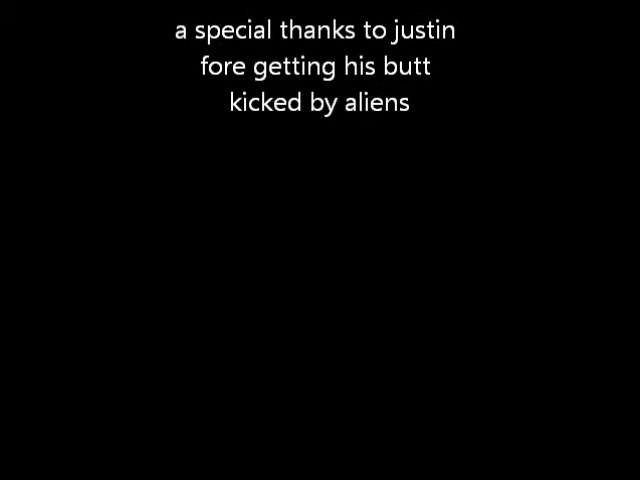 a special thanks to justin
fore getting his butt
kicked by aliens